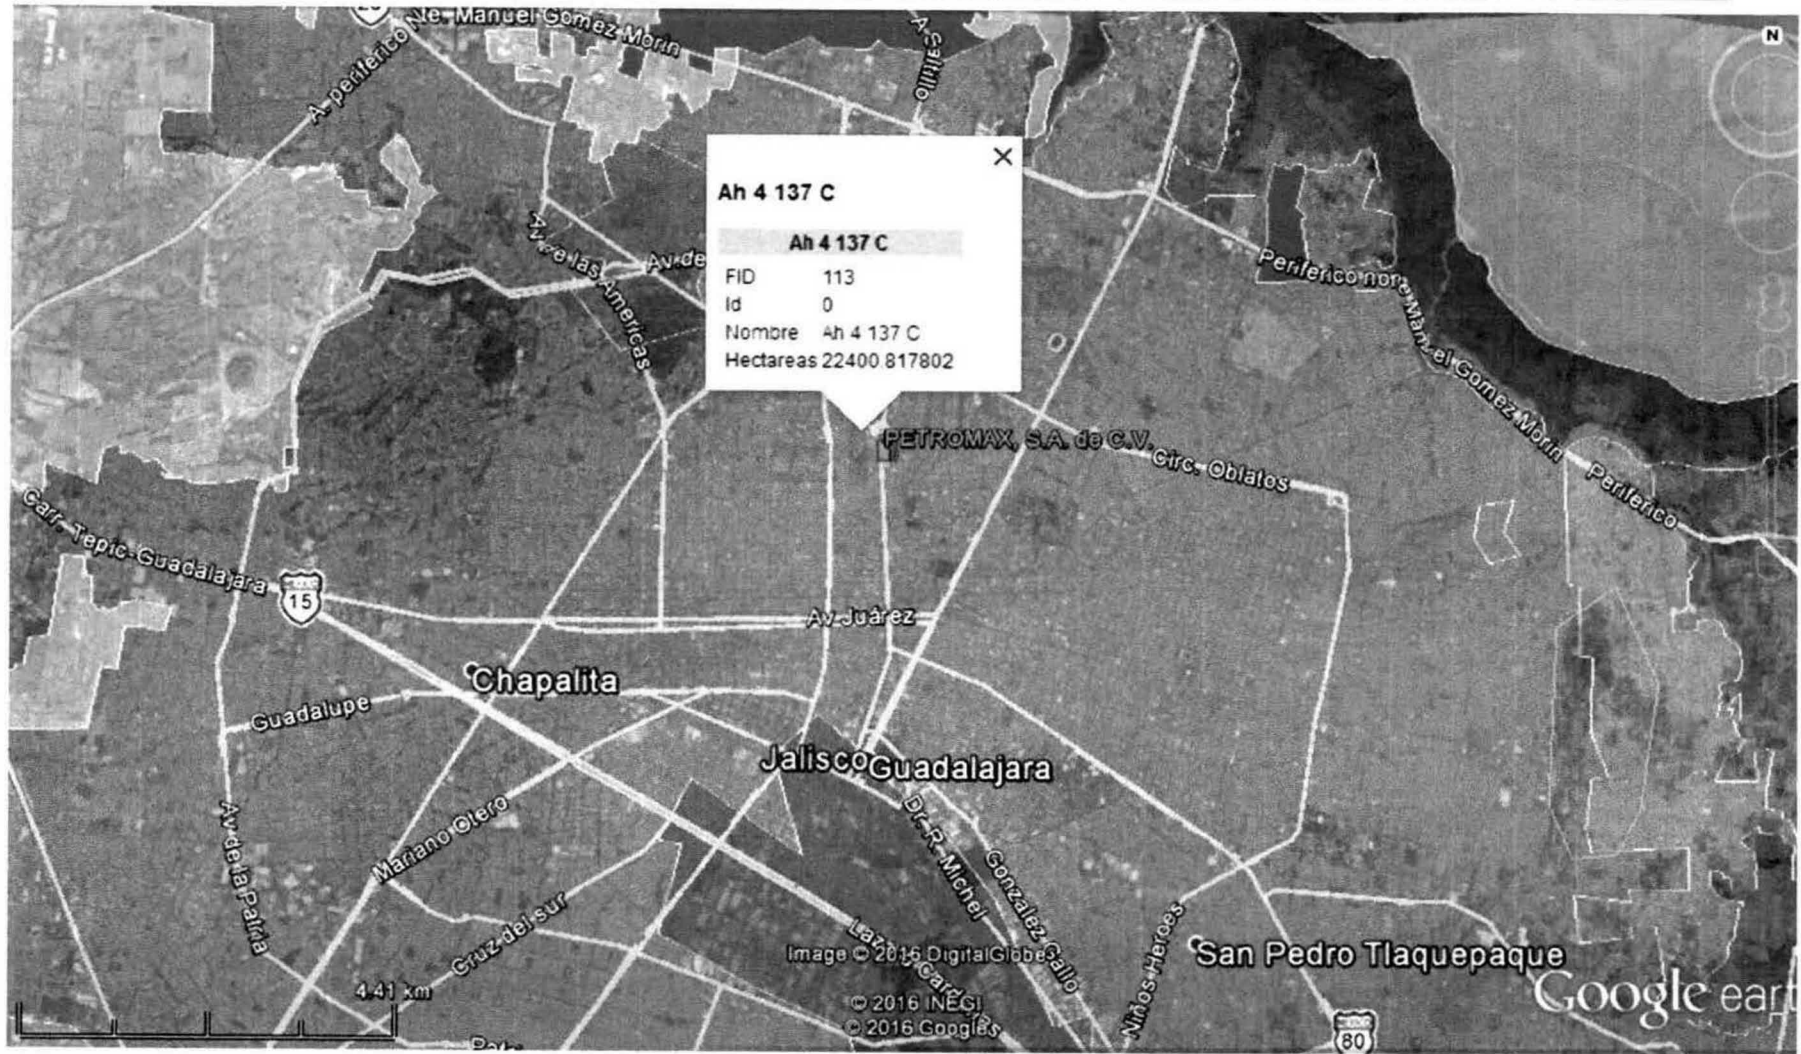 Pte. Manuel Gomez Morin
A. periferico N
A. Saltillo
N
Ah 4 137 C
Ah 4 137 C
FID 113
Id 0
Nombre Ah 4 137 C
Hectareas 22400.817802
Av. de las Americas
Av. de
Periferico norte Manuel Gomez Morin
Periferico
PETROMAX, S.A. de C.V.
Circ. Oblatos
Carr. Tepic-Guadalajara
MEXICO
15
Av Juárez
Chapalita
Guadalupe
Jalisco
Guadalajara
Mariano Otero
Av de la Patria
Cruz del sur
Dr. R. Michel
Gonzalez Gallo
Niños Heroes
San Pedro Tlaquepaque
Image © 2016 DigitalGlobe
© 2016 INEGI
© 2016 Google
4.41 km
Google eart
MEXICO
80